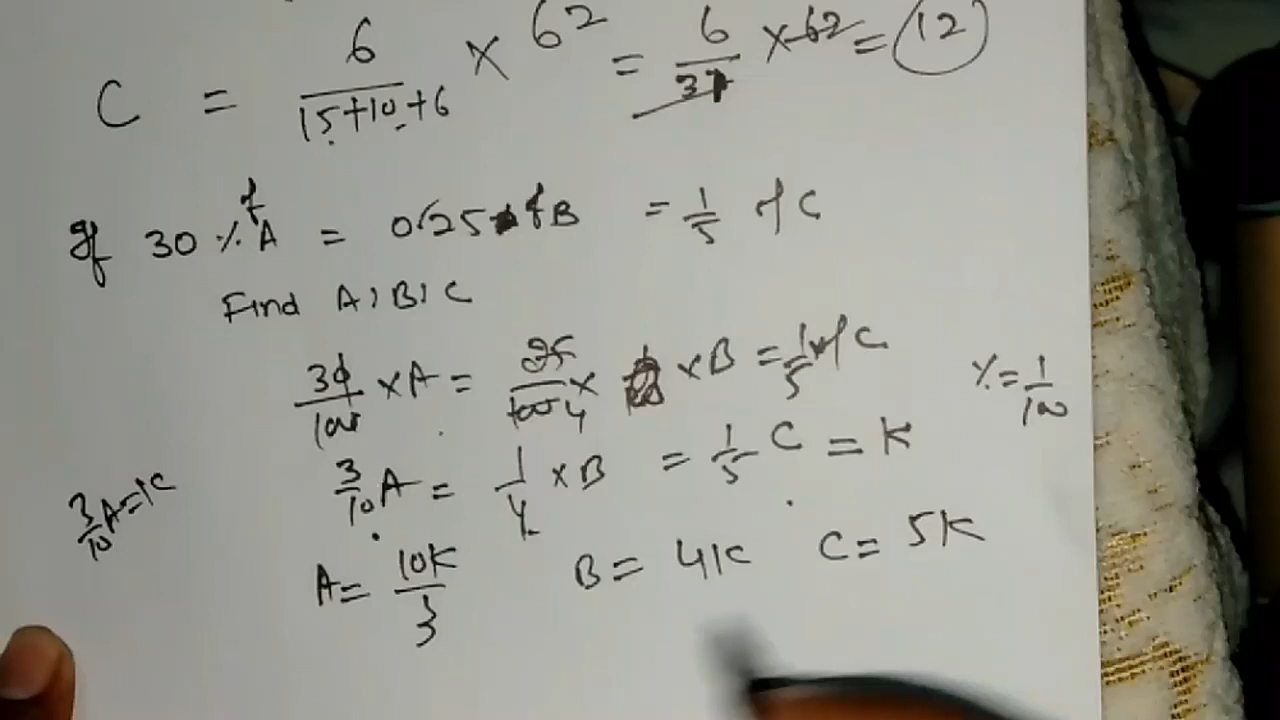 C = 6/(15+10+6) × 62 = 6/31 × 62 = 12
If 30 % of A = 0.25 of B = 1/5 of C
Find A, B, C
30/100 × A = 25/100 4 × B = 1/5 of C
% = 1/100
3/10 A = 1/4 × B = 1/5 C = K
3/10 A = K
A = 10K/3 B = 4K C = 5K